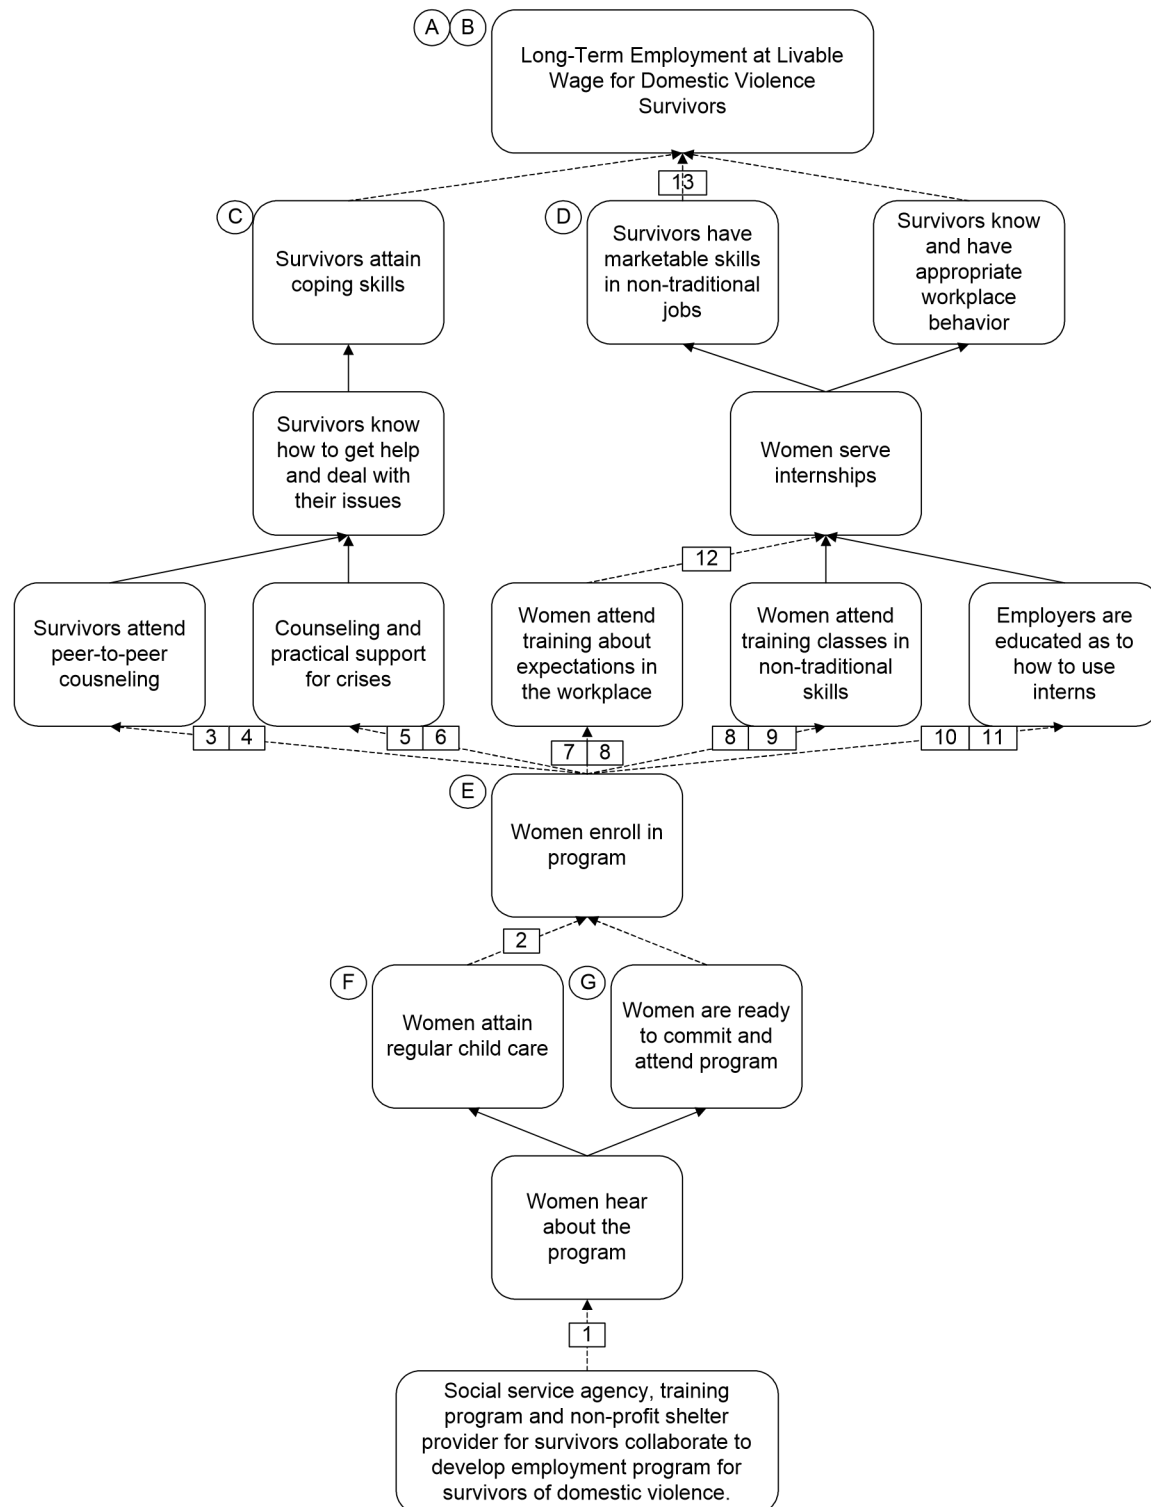 A B
Long-Term Employment at Livable
Wage for Domestic Violence
Survivors
13
C
Survivors attain
coping skills
D
Survivors have
marketable skills
in non-traditional
jobs
Survivors know
and have
appropriate
workplace
behavior
Survivors know
how to get help
and deal with
their issues
Women serve
internships
12
Survivors attend
peer-to-peer
cousneling
Counseling and
practical support
for crises
Women attend
training about
expectations in
the workplace
Women attend
training classes in
non-traditional
skills
Employers are
educated as to
how to use
interns
3 4
5 6
7 8
8 9
10 11
E
Women enroll in
program
2
F
Women attain
regular child care
G
Women are ready
to commit and
attend program
Women hear
about the
program
1
Social service agency, training
program and non-profit shelter
provider for survivors collaborate to
develop employment program for
survivors of domestic violence.